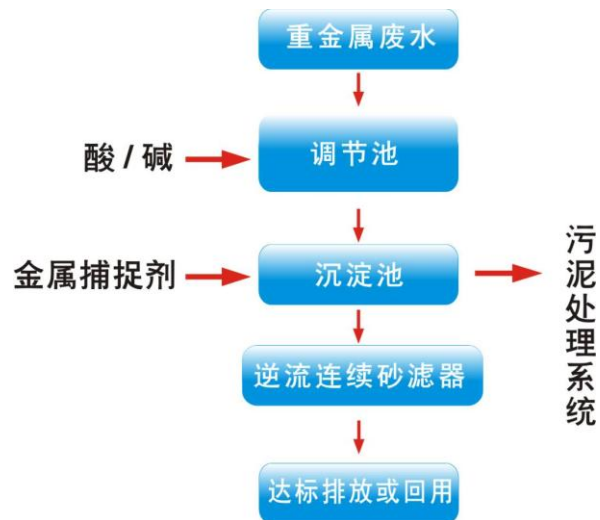 重金属废水
酸 / 碱
调节池
金属捕捉剂
沉淀池
污泥处理系统
逆流连续砂滤器
达标排放或回用